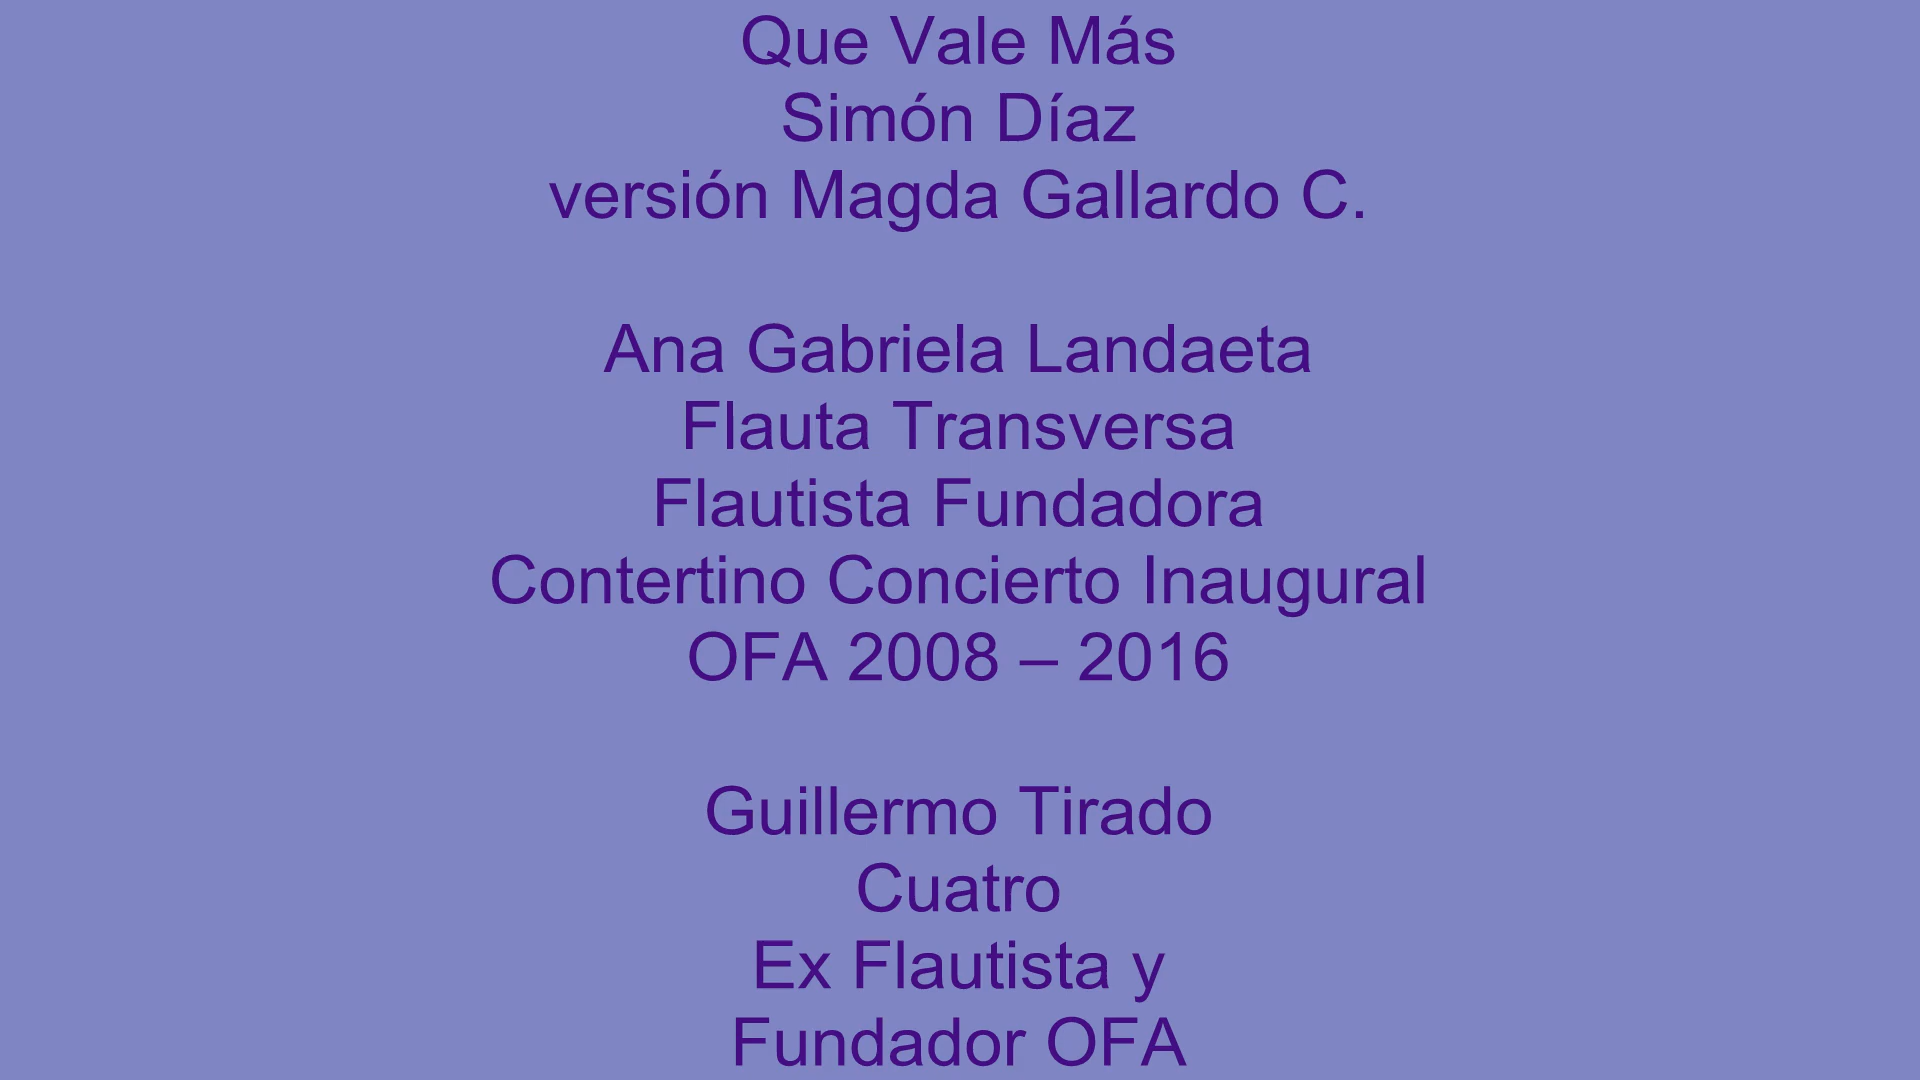 Que Vale Más
Simón Díaz
versión Magda Gallardo C.
Ana Gabriela Landaeta
Flauta Transversa
Flautista Fundadora
Contertino Concierto Inaugural
OFA 2008 – 2016
Guillermo Tirado
Cuatro
Ex Flautista y
Fundador OFA